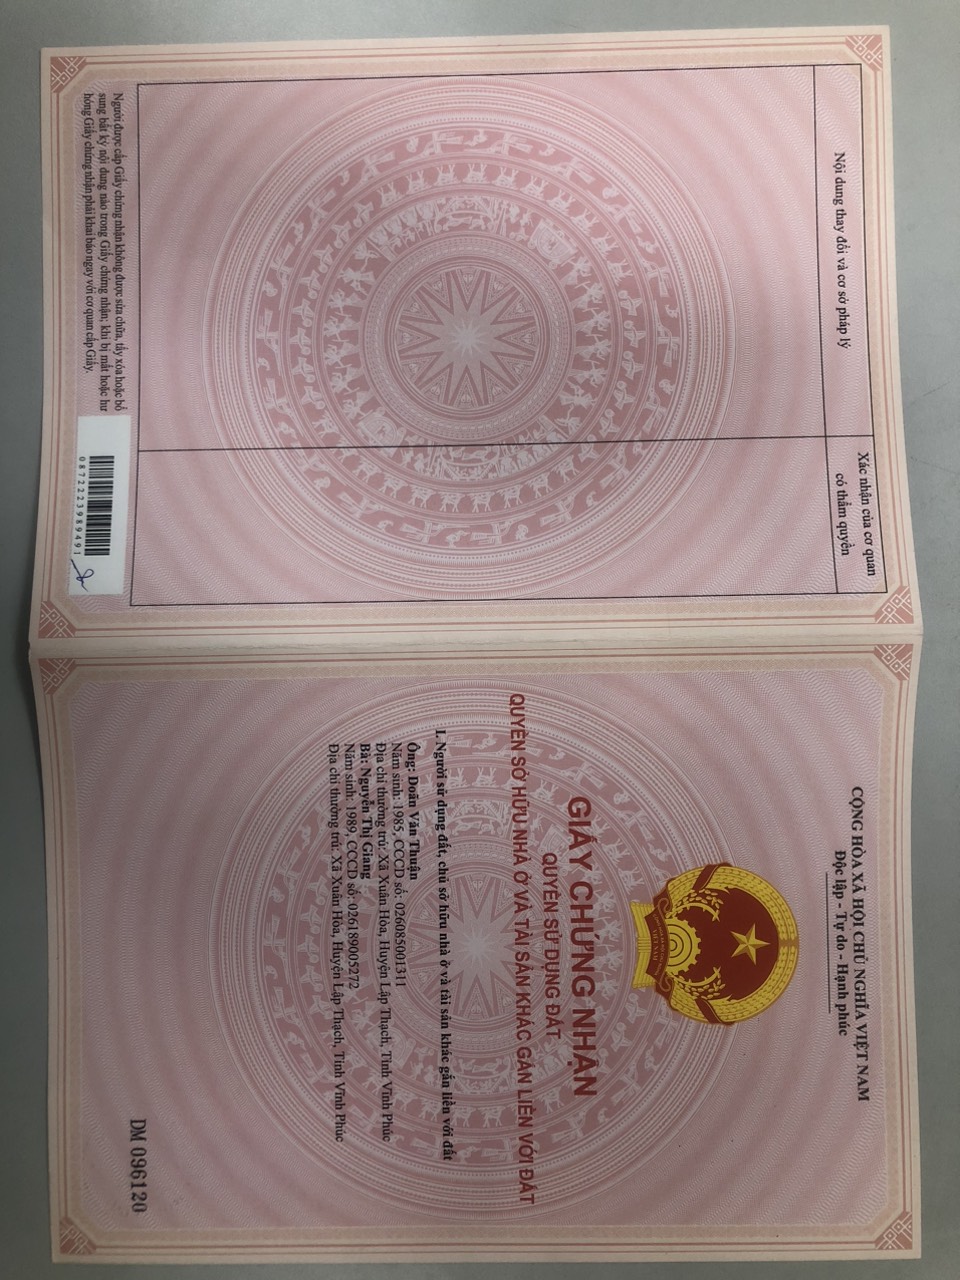 Nội dung thay đổi và cơ sở pháp lý
Xác nhận của cơ quan
có thẩm quyền
Người được cấp Giấy chứng nhận không được sửa chữa, tẩy xóa hoặc bổ
sung bất kỳ nội dung nào trong Giấy chứng nhận; khi bị mất hoặc hư
hỏng Giấy chứng nhận phải khai báo ngay với cơ quan cấp Giấy.
0872223989491
CỘNG HÒA XÃ HỘI CHỦ NGHĨA VIỆT NAM
Độc lập - Tự do - Hạnh phúc
VIỆT NAM
GIẤY CHỨNG NHẬN
QUYỀN SỬ DỤNG ĐẤT
QUYỀN SỞ HỮU NHÀ Ở VÀ TÀI SẢN KHÁC GẮN LIỀN VỚI ĐẤT
I. Người sử dụng đất, chủ sở hữu nhà ở và tài sản khác gắn liền với đất
Ông: Doãn Văn Thuận
Năm sinh: 1985, CCCD số: 026085001311
Địa chỉ thường trú: Xã Xuân Hòa, Huyện Lập Thạch, Tỉnh Vĩnh Phúc
Bà: Nguyễn Thị Giang
Năm sinh: 1989, CCCD số: 026189005272
Địa chỉ thường trú: Xã Xuân Hòa, Huyện Lập Thạch, Tỉnh Vĩnh Phúc
DM 096120